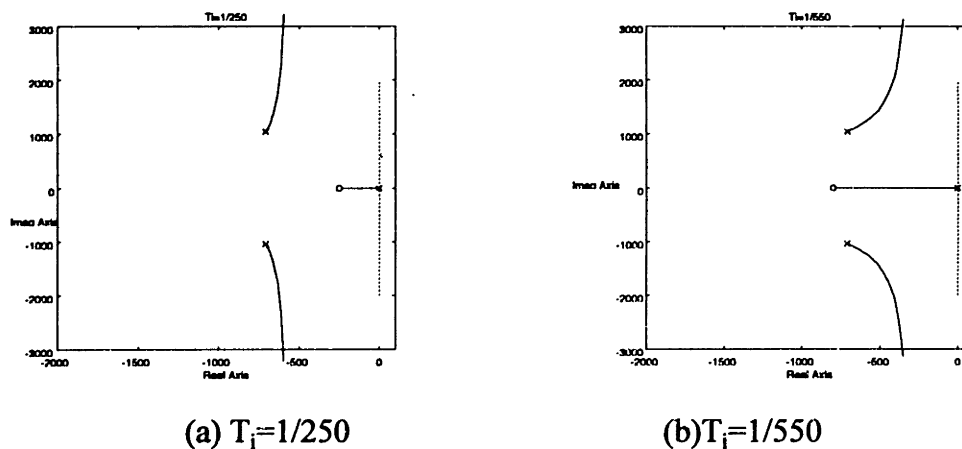 Ti=1/250
3000
2000
1000
0
Imag Axis
-1000
-2000
-3000
-2000 -1500 -1000 -500 0
Real Axis
(a) Ti=1/250
Ti=1/550
3000
2000
1000
Imag Axis 0
-1000
-2000
-3000
-2000 -1500 -1000 -500 0
Real Axis
(b)Ti=1/550